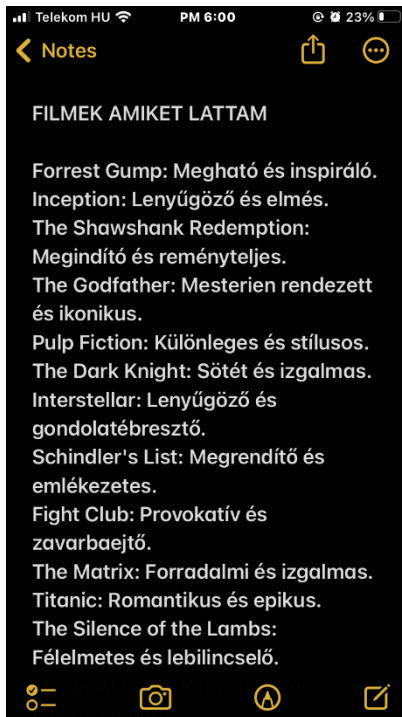 Telekom HU PM 6:00 23%
Notes
FILMEK AMIKET LATTAM
Forrest Gump: Megható és inspiráló.
Inception: Lenyűgöző és elmés.
The Shawshank Redemption:
Megindító és reményteljes.
The Godfather: Mesterien rendezett
és ikonikus.
Pulp Fiction: Különleges és stílusos.
The Dark Knight: Sötét és izgalmas.
Interstellar: Lenyűgöző és
gondolatébresztő.
Schindler's List: Megrendítő és
emlékezetes.
Fight Club: Provokatív és
zavarbaejtő.
The Matrix: Forradalmi és izgalmas.
Titanic: Romantikus és epikus.
The Silence of the Lambs:
Félelmetes és lebilincselő.